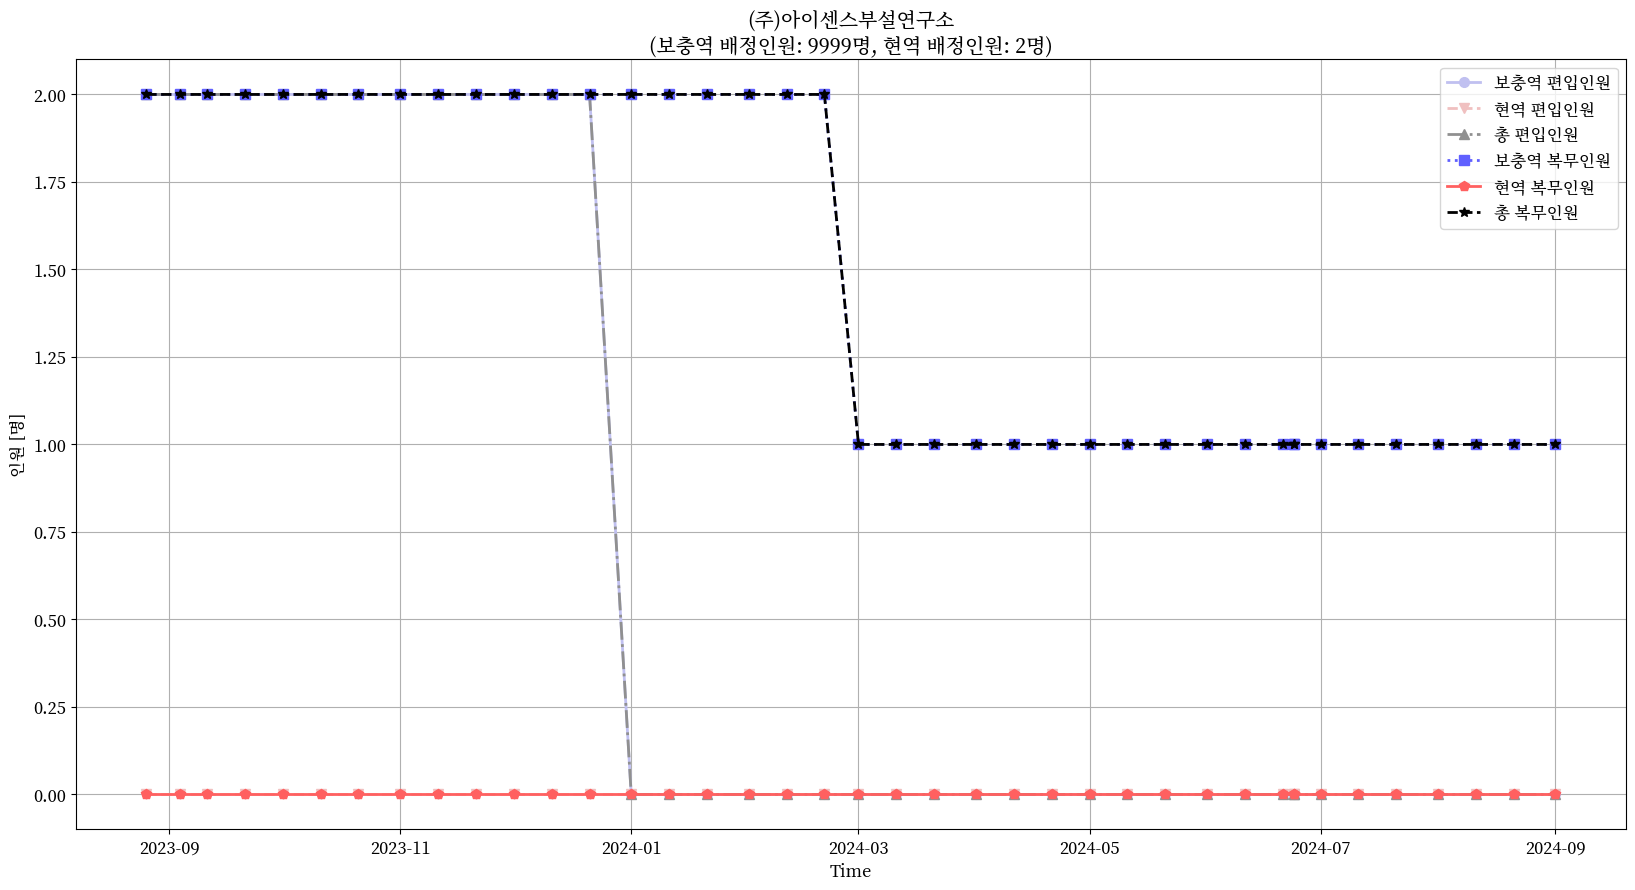 (주)아이센스부설연구소
(보충역 배정인원: 9999명, 현역 배정인원: 2명)
보충역 편입인원
현역 편입인원
총 편입인원
보충역 복무인원
현역 복무인원
총 복무인원
인원 [명]
2.00
1.75
1.50
1.25
1.00
0.75
0.50
0.25
0.00
2023-09 2023-11 2024-01 2024-03 2024-05 2024-07 2024-09
Time